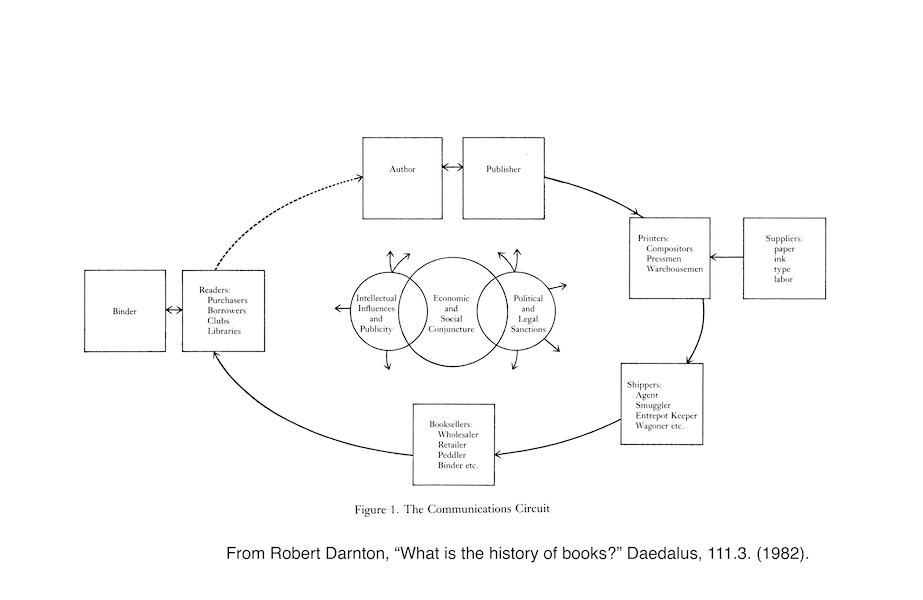 Author
Publisher
Printers:
Compositors
Pressmen
Warehousemen
Suppliers:
paper
ink
type
labor
Binder
Readers:
Purchasers
Borrowers
Clubs
Libraries
Intellectual
Influences
and
Publicity
Economic
and
Social
Conjuncture
Political
and
Legal
Sanctions
Shippers:
Agent
Smuggler
Entrepot Keeper
Wagoner etc.
Booksellers:
Wholesaler
Retailer
Peddler
Binder etc.
Figure 1. The Communications Circuit
From Robert Darnton, “What is the history of books?” Daedalus, 111.3. (1982).